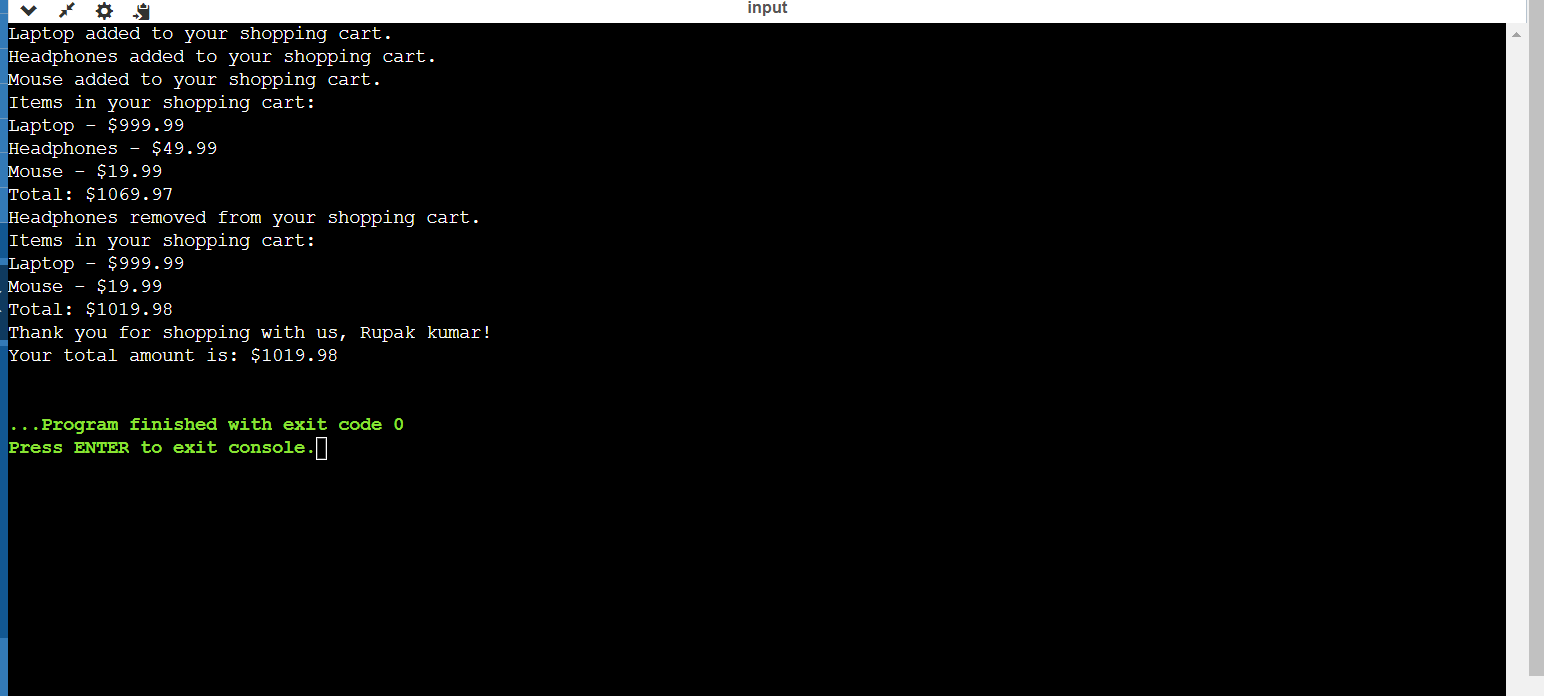 input
Laptop added to your shopping cart.
Headphones added to your shopping cart.
Mouse added to your shopping cart.
Items in your shopping cart:
Laptop - $999.99
Headphones - $49.99
Mouse - $19.99
Total: $1069.97
Headphones removed from your shopping cart.
Items in your shopping cart:
Laptop - $999.99
Mouse - $19.99
Total: $1019.98
Thank you for shopping with us, Rupak kumar!
Your total amount is: $1019.98
...Program finished with exit code 0
Press ENTER to exit console.